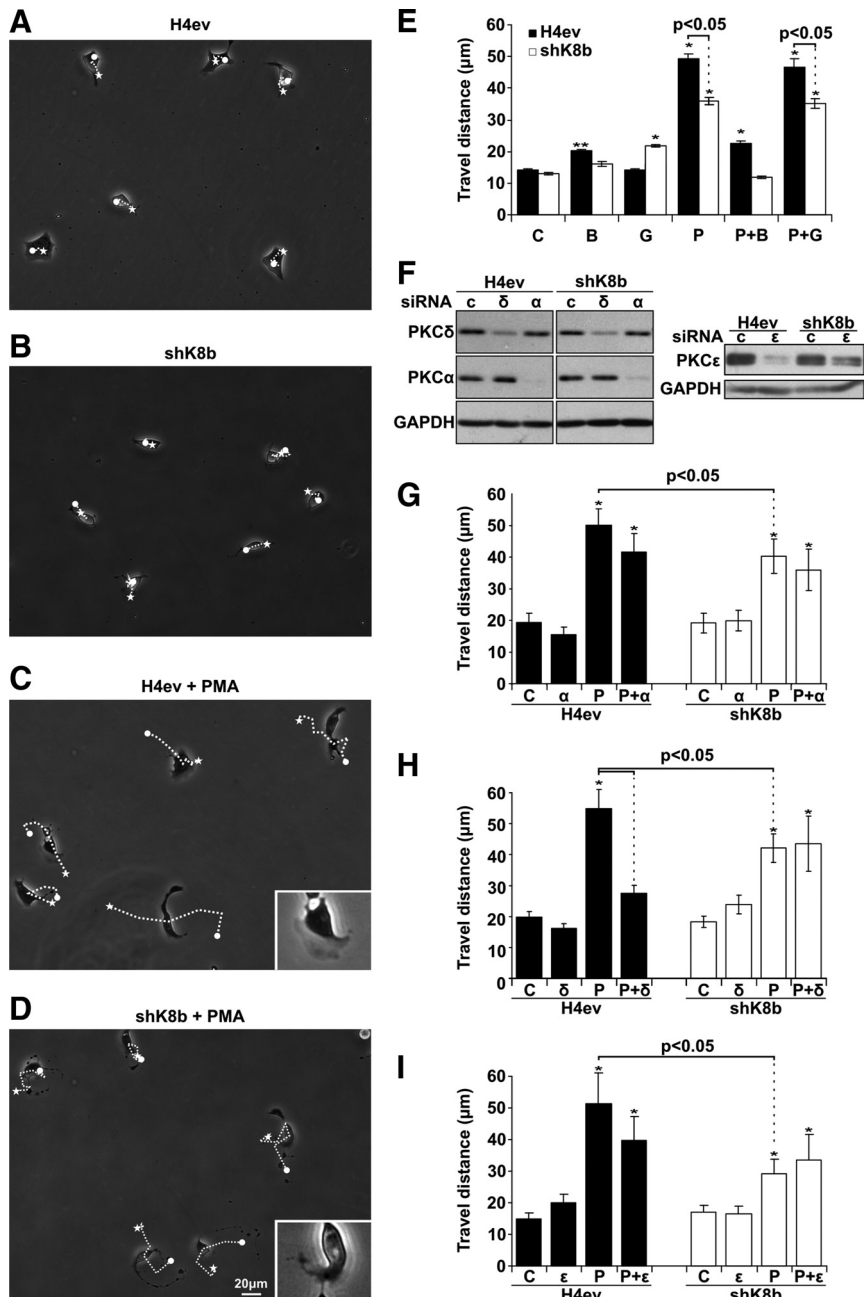 A
H4ev
B
shK8b
C
H4ev + PMA
D
shK8b + PMA
20µm
E
H4ev
shK8b
p<0.05
p<0.05
Travel distance (µm)
60
50
40
30
20
10
0
*
*
*
*
**
*
*
C B G P P+B P+G
F
H4ev shK8b
siRNA c δ α c δ α
PKCδ
PKCα
GAPDH
H4ev shK8b
siRNA c ε c ε
PKCε
GAPDH
G
p<0.05
Travel distance (µm)
60
50
40
30
20
10
0
* * * *
C α P P+α C α P P+α
H4ev shK8b
H
p<0.05
Travel distance (µm)
60
50
40
30
20
10
0
* * *
C δ P P+δ C δ P P+δ
H4ev shK8b
I
p<0.05
Travel distance (µm)
60
50
40
30
20
10
0
* * * *
C ε P P+ε C ε P P+ε
H4ev shK8b